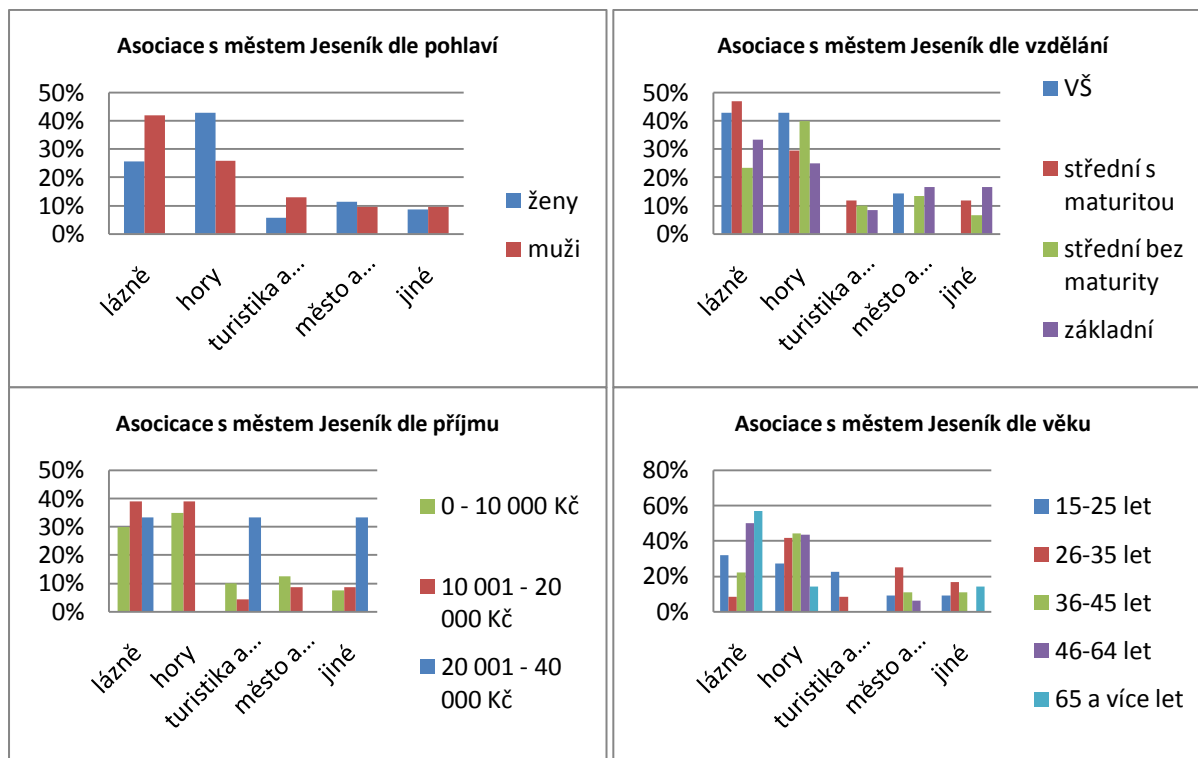 Asociace s městem Jeseník dle pohlaví
50%
40%
30%
20%
10%
0%
lázně
hory
turistika a...
město a...
jiné
ženy
muži
Asociace s městem Jeseník dle vzdělání
50%
40%
30%
20%
10%
0%
lázně
hory
turistika a...
město a...
jiné
VŠ
střední s
maturitou
střední bez
maturity
základní
Asocicace s městem Jeseník dle příjmu
50%
40%
30%
20%
10%
0%
lázně
hory
turistika a...
město a...
jiné
0 - 10 000 Kč
10 001 - 20
000 Kč
20 001 - 40
000 Kč
Asociace s městem Jeseník dle věku
80%
60%
40%
20%
0%
lázně
hory
turistika a...
město a...
jiné
15-25 let
26-35 let
36-45 let
46-64 let
65 a více let